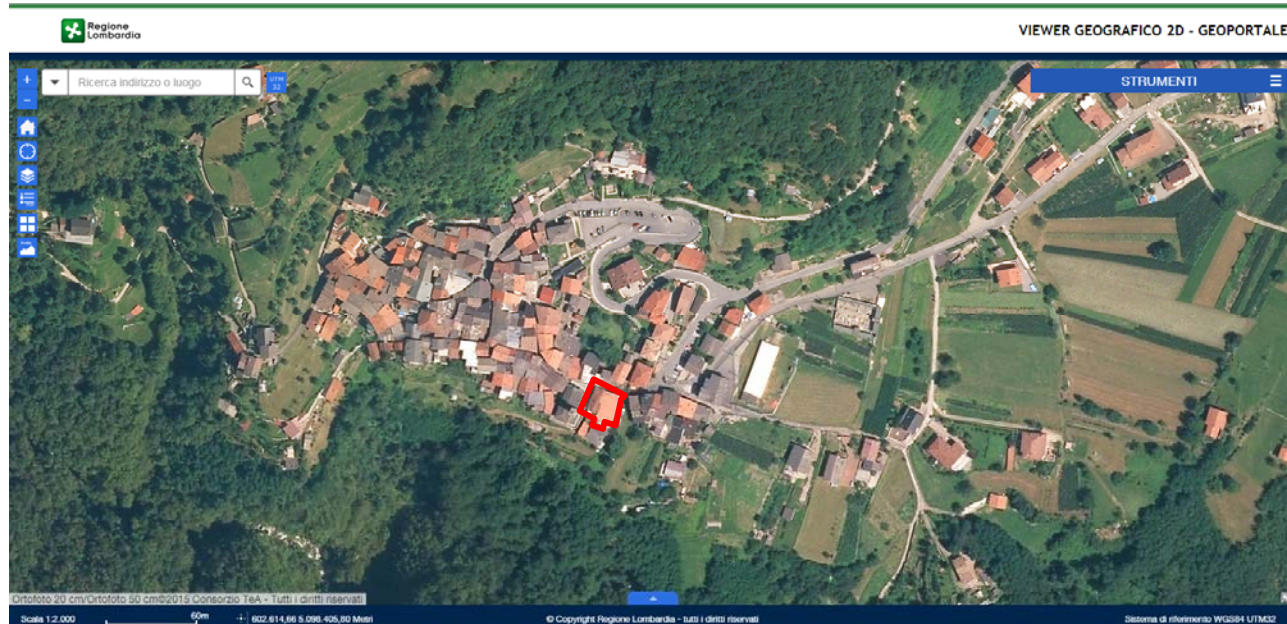 Regione
Lombardia
VIEWER GEOGRAFICO 2D - GEOPORTALE
+
Ricerca indirizzo o luogo
UTM
32
STRUMENTI
−
Ortofoto 20 cm/Ortofoto 50 cm©2015 Consorzio TeA - Tutti i diritti riservati
Scala 1:2.000
60m
602.614,66 5.098.405,80 Metri
© Copyright Regione Lombardia - tutti i diritti riservati
Sistema di riferimento WGS84 UTM32